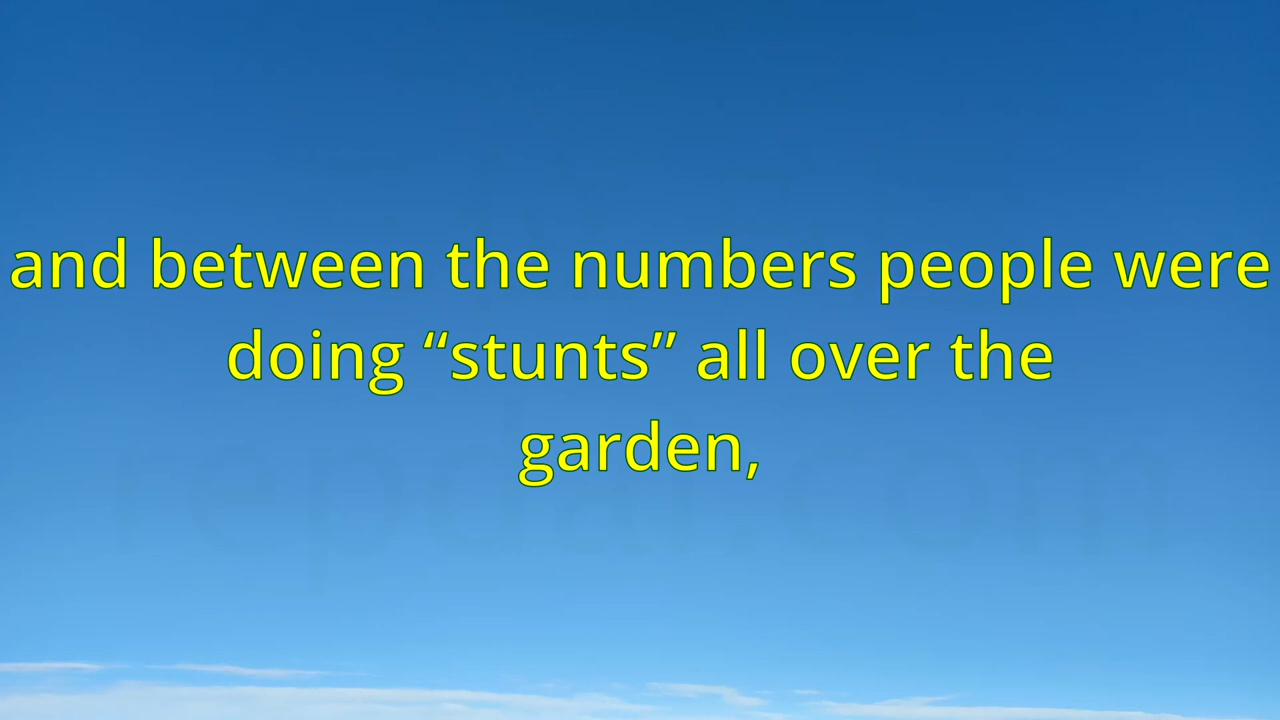 and between the numbers people were
doing “stunts” all over the
garden,